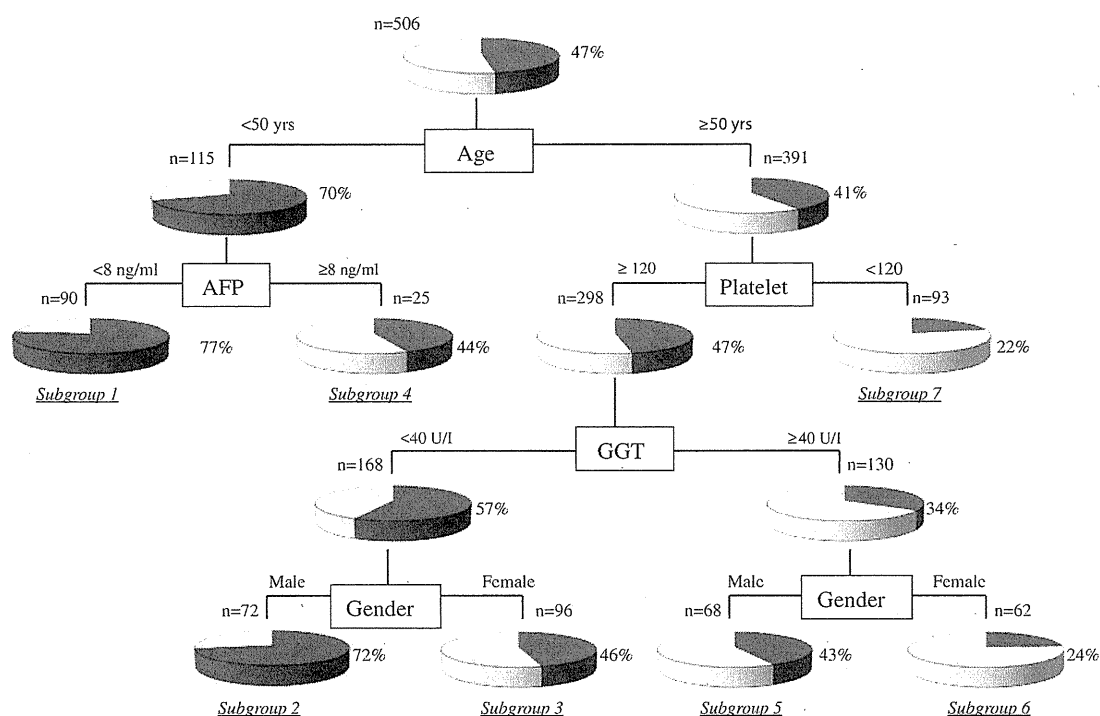 n=506
47%
<50 yrs
≥50 yrs
Age
n=115
n=391
70%
41%
<8 ng/ml
≥8 ng/ml
≥ 120
<120
AFP
Platelet
n=90
n=25
n=298
n=93
77%
44%
47%
22%
Subgroup 1
Subgroup 4
Subgroup 7
<40 U/l
≥40 U/l
GGT
n=168
n=130
57%
34%
Male
Female
Male
Female
Gender
Gender
n=72
n=96
n=68
n=62
72%
46%
43%
24%
Subgroup 2
Subgroup 3
Subgroup 5
Subgroup 6